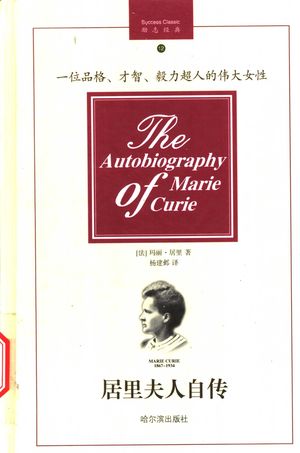 Success Classic
励志经典
12
一位品格、才智、毅力超人的伟大女性
The
Autobiography
of Marie
Curie
[法] 玛丽·居里 著
杨建邺 译
MARIE CURIE
1867-1934
居里夫人自传
哈尔滨出版社